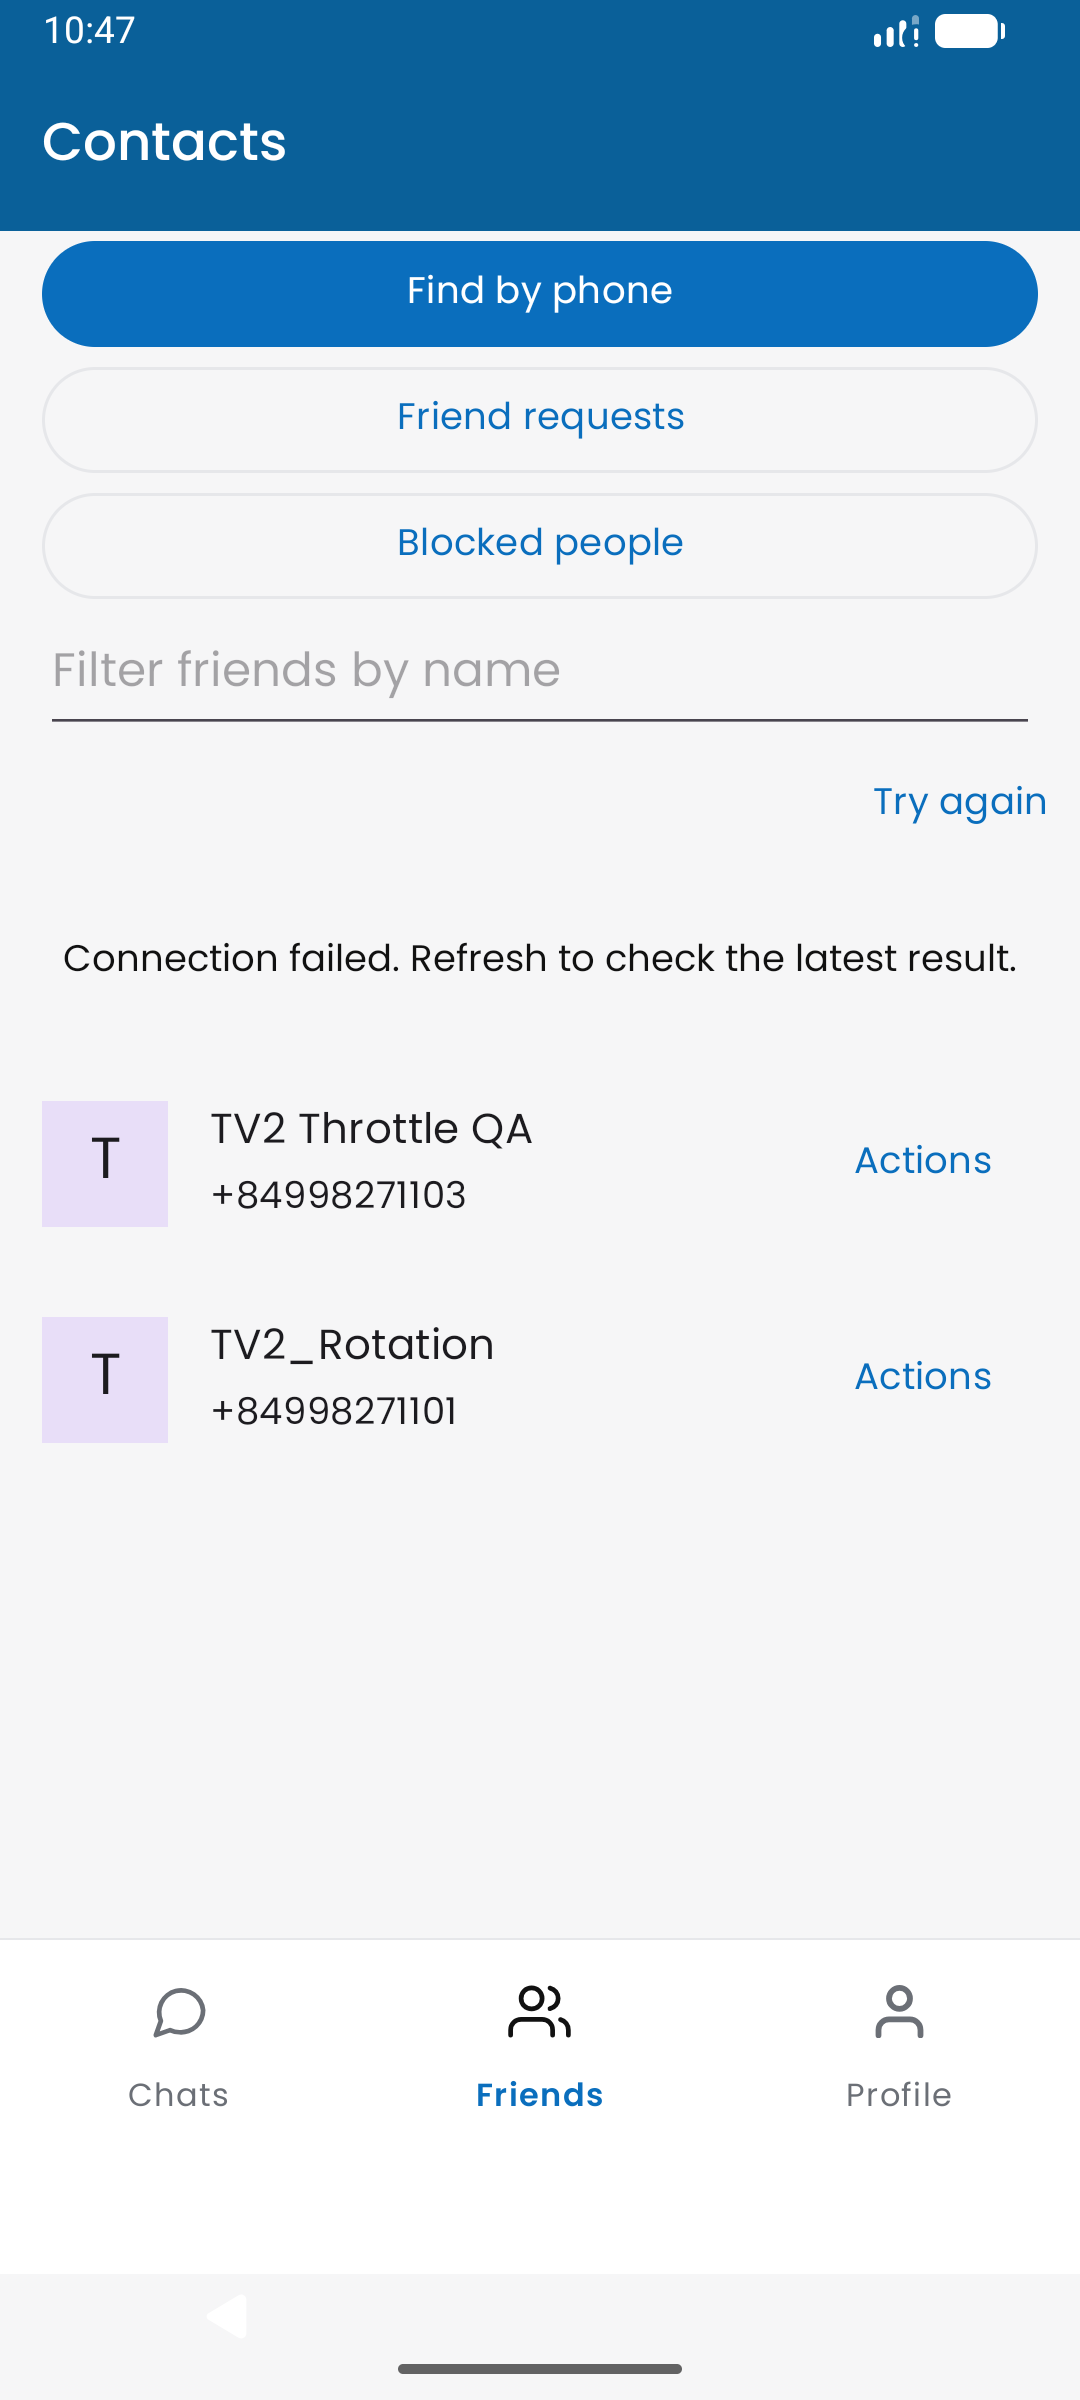 10:47
Contacts
Find by phone
Friend requests
Blocked people
Filter friends by name
Try again
Connection failed. Refresh to check the latest result.
T
TV2 Throttle QA
+84998271103
Actions
T
TV2_Rotation
+84998271101
Actions
Chats
Friends
Profile